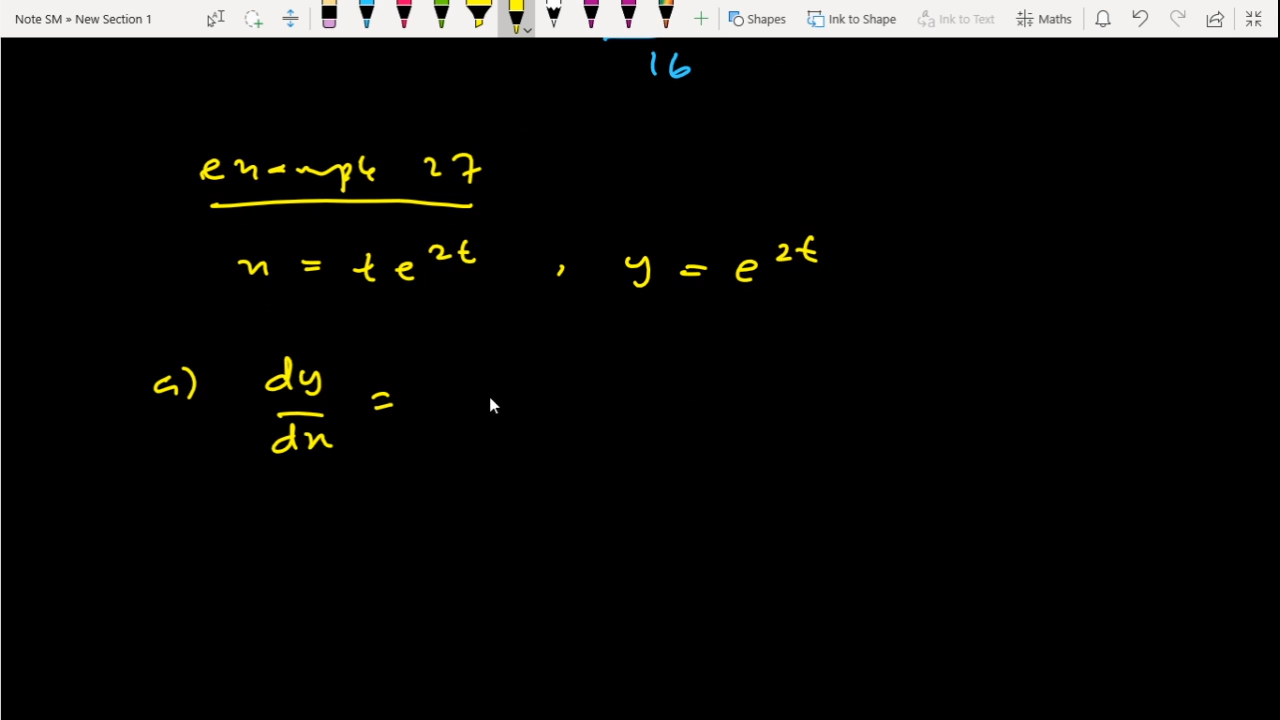 Note SM » New Section 1 Shapes Ink to Shape Ink to Text Maths
16
example 27
x = t e^{2t} , y = e^{2t}
a) dy/dx =